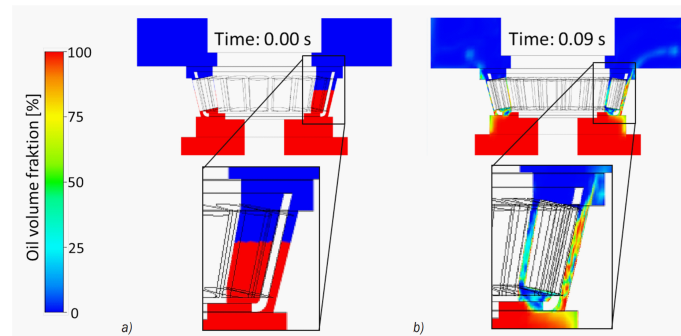 Time: 0.00 s
Time: 0.09 s
Oil volume fraktion [%]
100
75
50
25
0
a)
b)